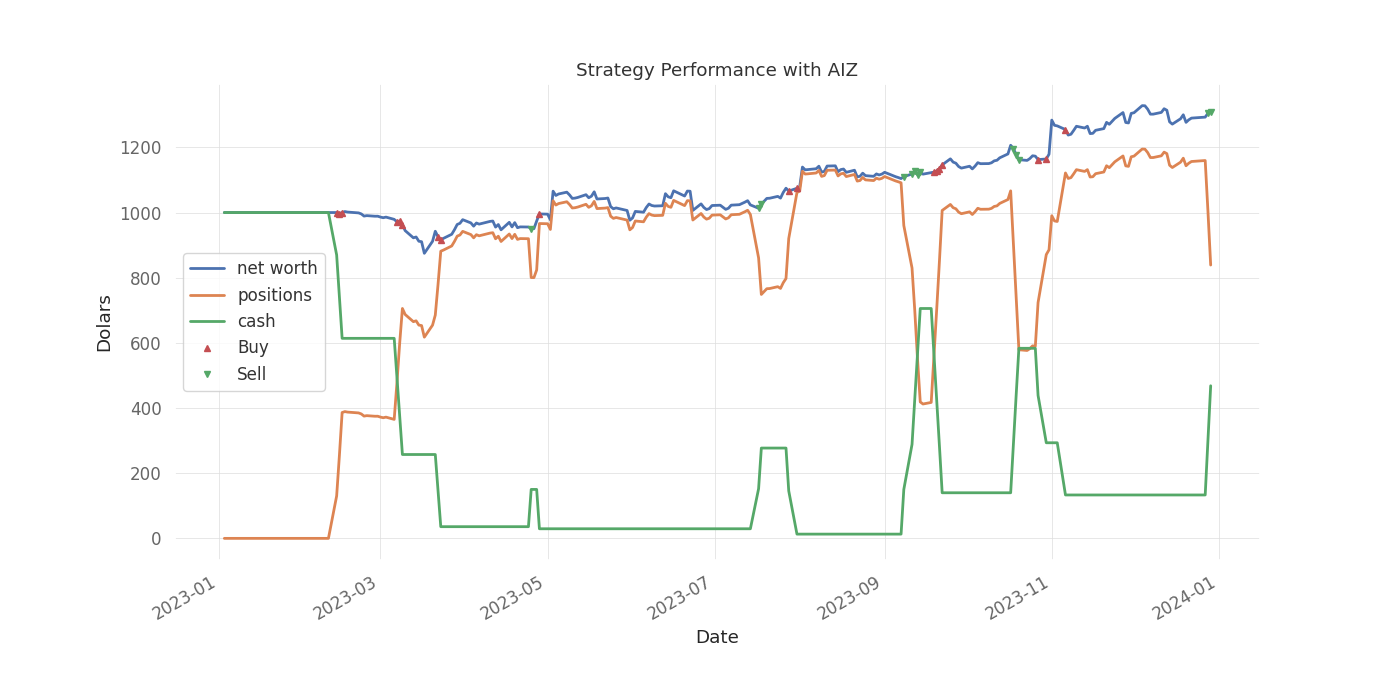 Strategy Performance with AIZ
Dolars
1200
1000
800
600
400
200
0
net worth
positions
cash
Buy
Sell
2023-01
2023-03
2023-05
2023-07
2023-09
2023-11
2024-01
Date